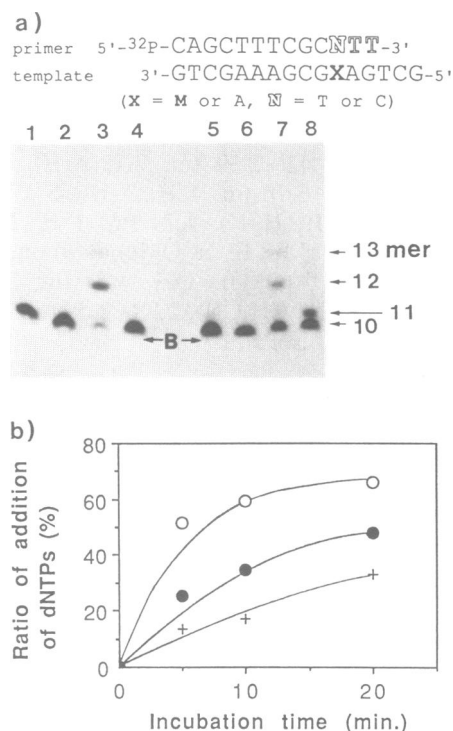 a)
primer 5'-³²P-CAGCTTTCGCNTT-3'
template 3'-GTCGAAAGCGXAGTCG-5'
(X = M or A, N = T or C)
1 2 3 4 5 6 7 8
13 mer
12
11
10
B
b)
Ratio of addition of dNTPs (%)
80
60
40
20
0
0 10 20
Incubation time (min.)